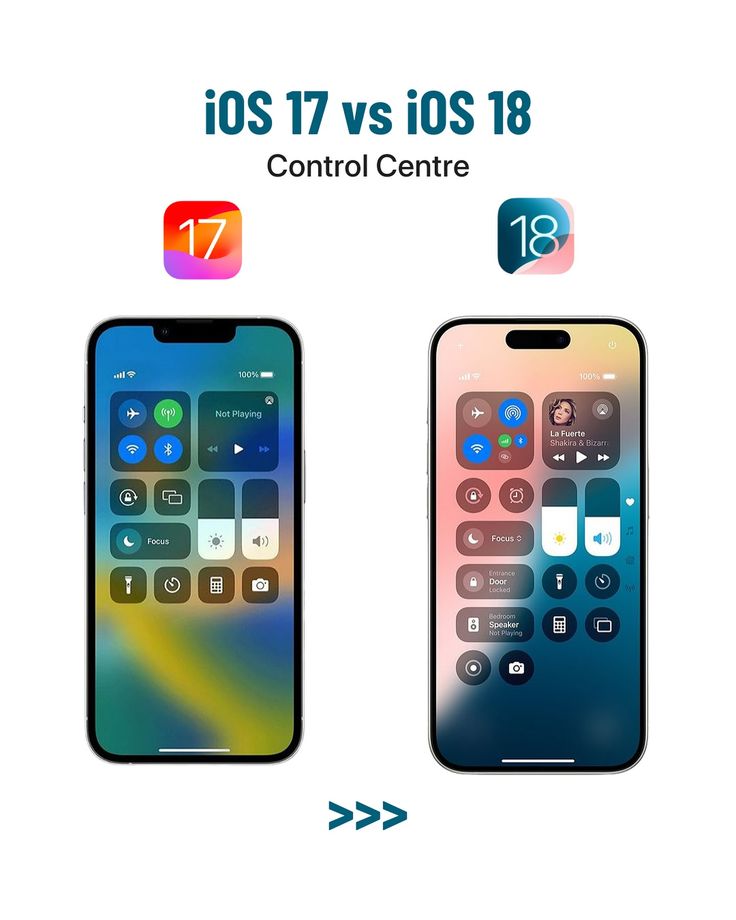 iOS 17 vs iOS 18
Control Centre
17
18
100%
Not Playing
Focus
100%
La Fuerte
Shakira & Bizarr
Focus
Entrance
Door
Locked
Bedroom
Speaker
Not Playing
>>>